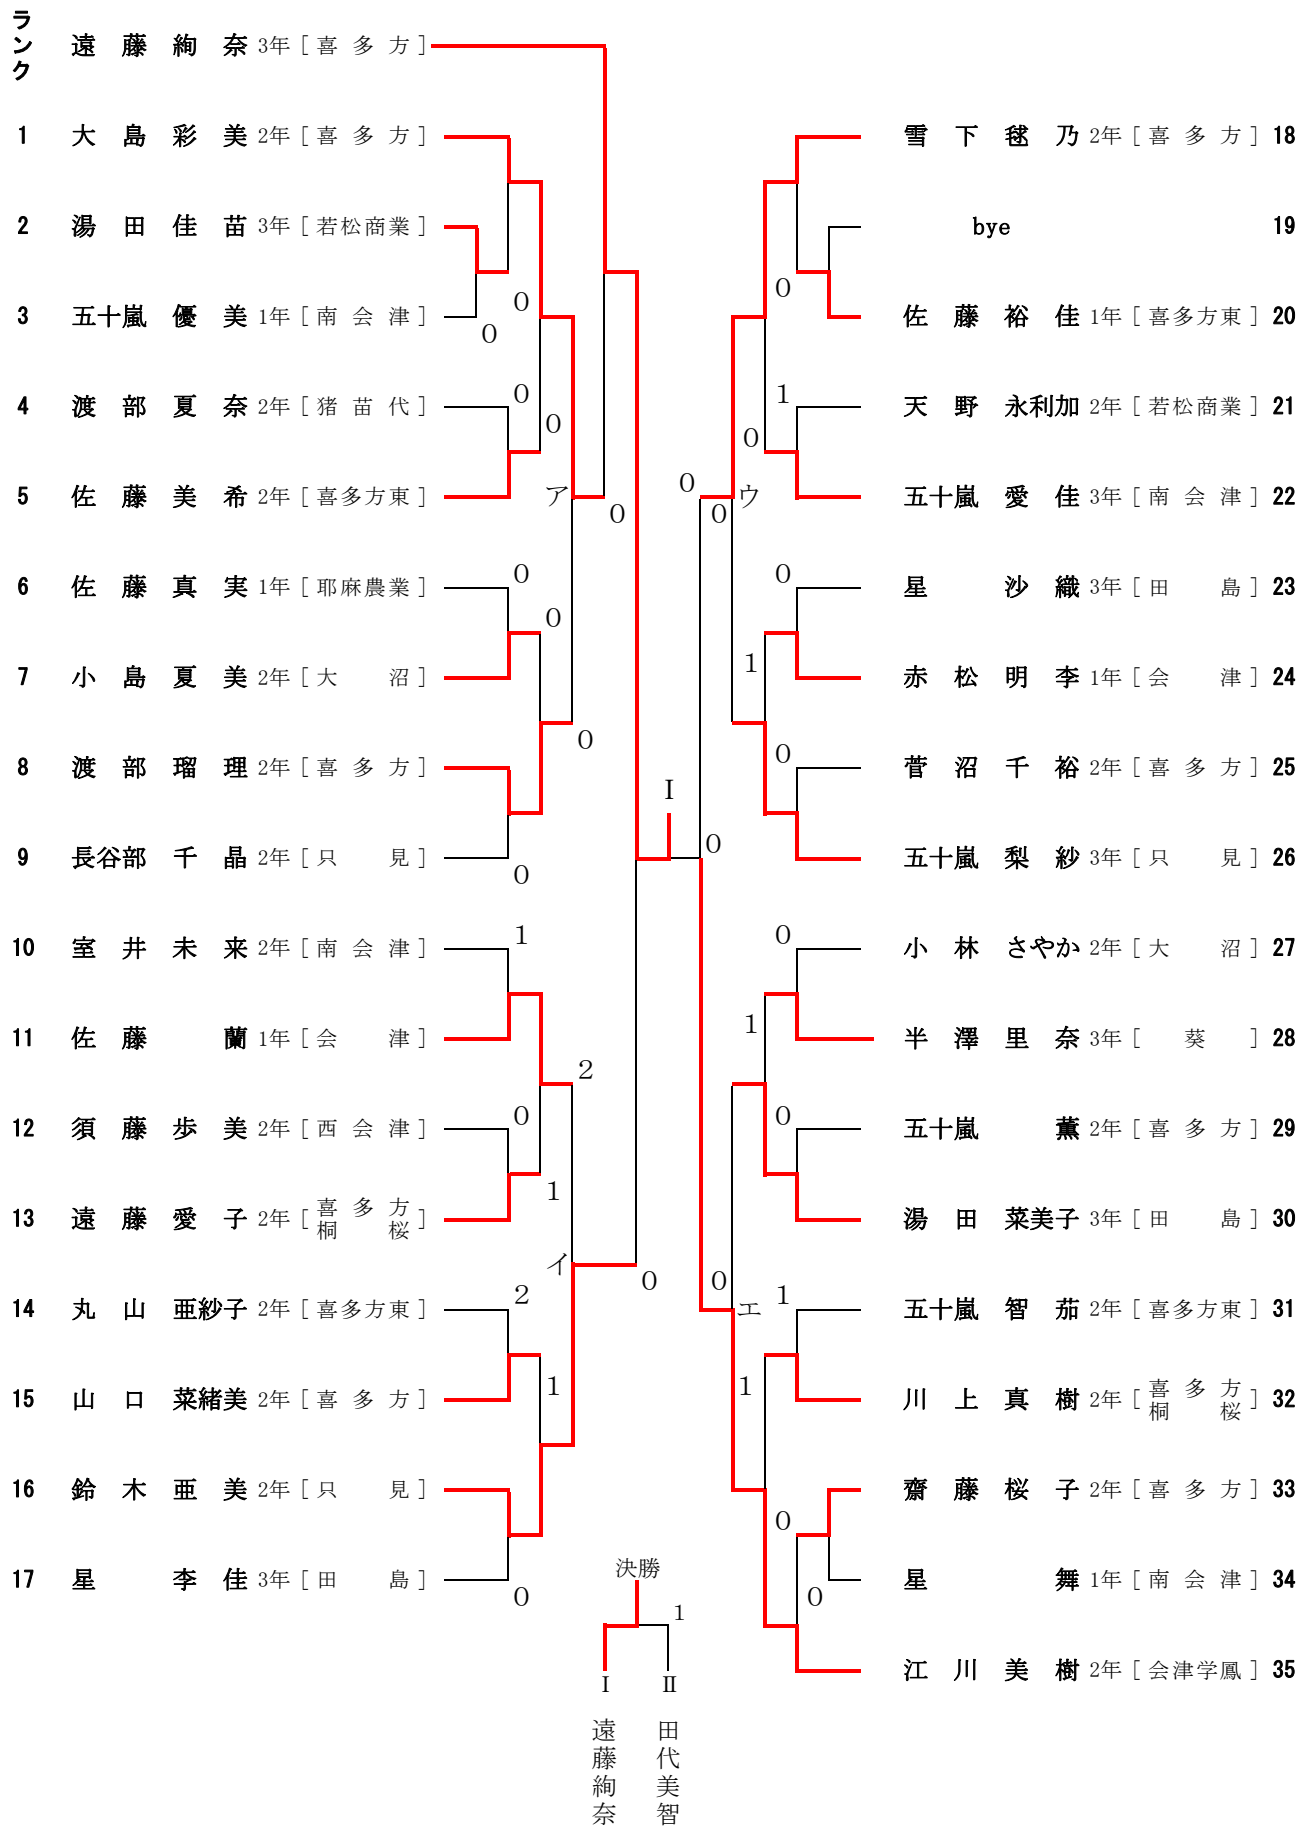 ランク
遠藤絢奈 3年 [喜多方]
1 大島彩美 2年 [喜多方]
2 湯田佳苗 3年 [若松商業]
3 五十嵐優美 1年 [南会津]
4 渡部夏奈 2年 [猪苗代]
5 佐藤美希 2年 [喜多方東]
6 佐藤真実 1年 [耶麻農業]
7 小島夏美 2年 [大沼]
8 渡部瑠理 2年 [喜多方]
9 長谷部千晶 2年 [只見]
10 室井未来 2年 [南会津]
11 佐藤蘭 1年 [会津]
12 須藤歩美 2年 [西会津]
13 遠藤愛子 2年 [喜多方桐桜]
14 丸山亜紗子 2年 [喜多方東]
15 山口菜緒美 2年 [喜多方]
16 鈴木亜美 2年 [只見]
17 星李佳 3年 [田島]
0
0
0
0
0
0
0
0
1
0
2
0
1
2
1
0
ア
イ
0
0
I
0
0
ウ
エ
0
0
0
1
0
0
1
0
0
1
0
1
1
0
0
雪下毬乃 2年 [喜多方] 18
bye 19
佐藤裕佳 1年 [喜多方東] 20
天野永利加 2年 [若松商業] 21
五十嵐愛佳 3年 [南会津] 22
星沙織 3年 [田島] 23
赤松明李 1年 [会津] 24
菅沼千裕 2年 [喜多方] 25
五十嵐梨紗 3年 [只見] 26
小林さやか 2年 [大沼] 27
半澤里奈 3年 [葵] 28
五十嵐薫 2年 [喜多方] 29
湯田菜美子 3年 [田島] 30
五十嵐智茄 2年 [喜多方東] 31
川上真樹 2年 [喜多方桐桜] 32
齋藤桜子 2年 [喜多方] 33
星舞 1年 [南会津] 34
江川美樹 2年 [会津学鳳] 35
決勝
1
I
II
遠藤絢奈
田代美智